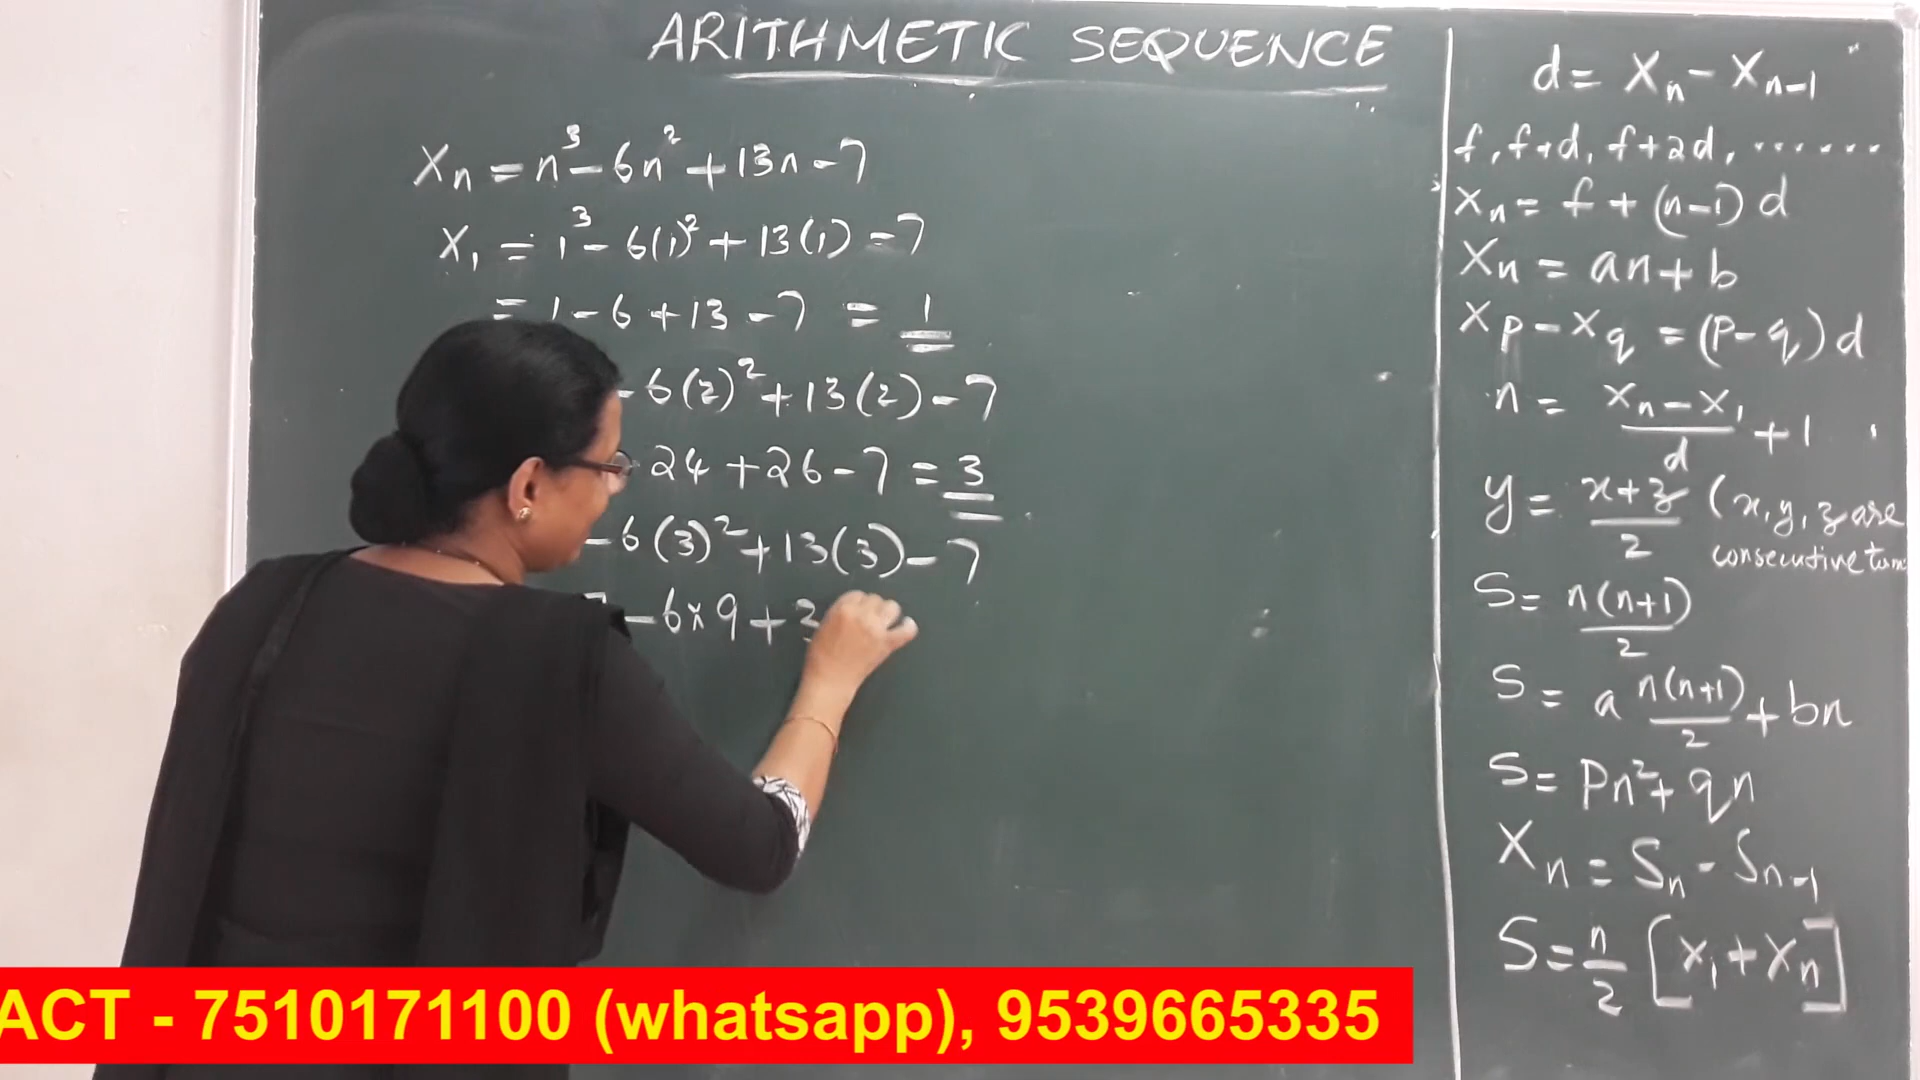 ARITHMETIC SEQUENCE
Xn = n³ - 6n² + 13n - 7
X₁ = 1³ - 6(1)² + 13(1) - 7
= 1 - 6 + 13 - 7 = 1
- 6(2)² + 13(2) - 7
24 + 26 - 7 = 3
- 6(3)² + 13(3) - 7
- 6×9 + 3
d = Xn - Xn-1
f, f+d, f+2d, ......
Xn = f + (n-1) d
Xn = an + b
Xp - Xq = (p-q) d
n = (Xn - X₁)/d + 1
y = (x+z)/2 (x, y, z are
consecutive
S = n(n+1)/2
S = a n(n+1)/2 + bn
S = pn² + qn
Xn = Sn - Sn-1
S = n/2 [X₁ + Xn]
ACT - 7510171100 (whatsapp), 9539665335